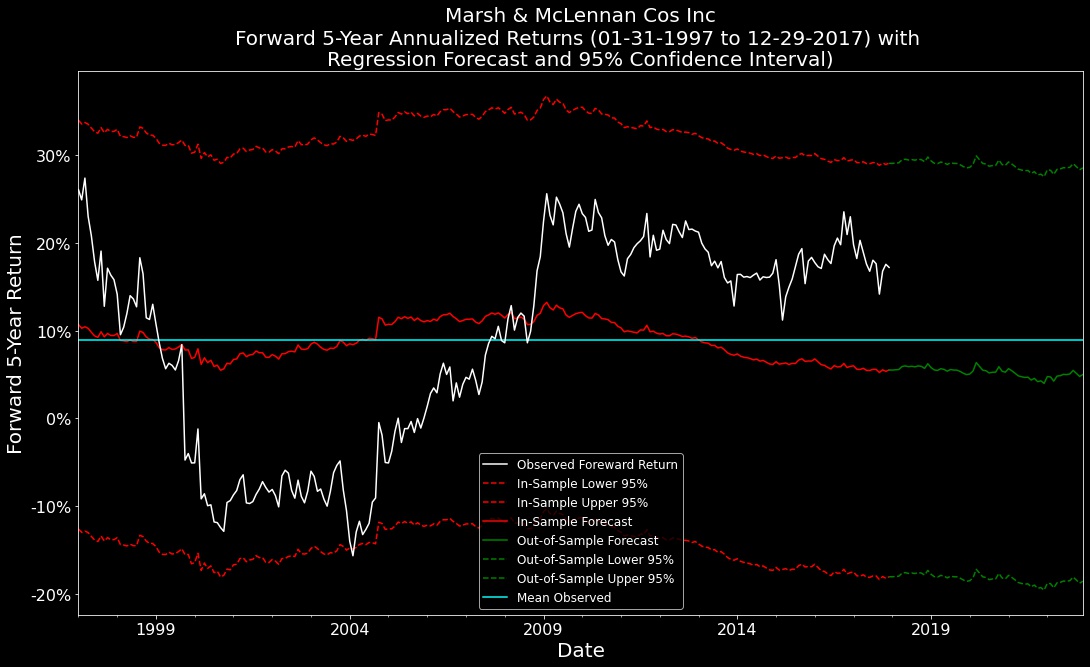 Marsh & McLennan Cos Inc
Forward 5-Year Annualized Returns (01-31-1997 to 12-29-2017) with
Regression Forecast and 95% Confidence Interval)
Forward 5-Year Return
30%
20%
10%
0%
-10%
-20%
Observed Foreward Return
In-Sample Lower 95%
In-Sample Upper 95%
In-Sample Forecast
Out-of-Sample Forecast
Out-of-Sample Lower 95%
Out-of-Sample Upper 95%
Mean Observed
1999 2004 2009 2014 2019
Date